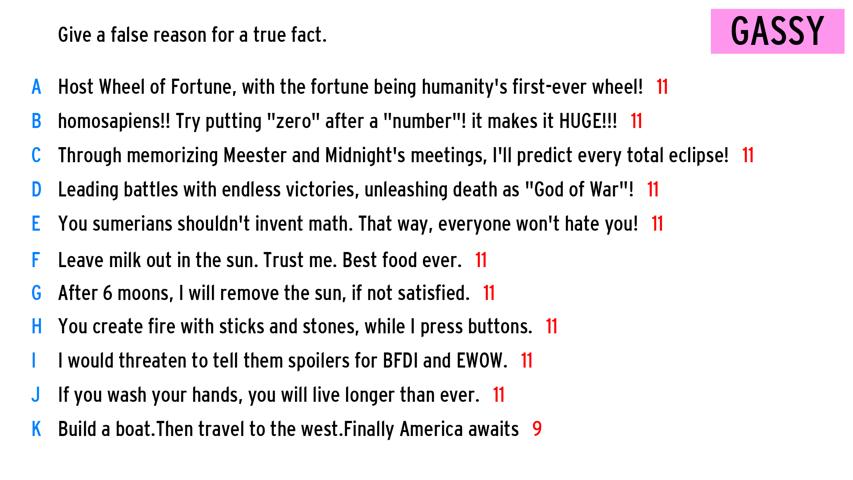 Give a false reason for a true fact.
GASSY
A Host Wheel of Fortune, with the fortune being humanity's first-ever wheel! 11
B homosapiens!! Try putting "zero" after a "number"! it makes it HUGE!!! 11
C Through memorizing Meester and Midnight's meetings, I'll predict every total eclipse! 11
D Leading battles with endless victories, unleashing death as "God of War"! 11
E You sumerians shouldn't invent math. That way, everyone won't hate you! 11
F Leave milk out in the sun. Trust me. Best food ever. 11
G After 6 moons, I will remove the sun, if not satisfied. 11
H You create fire with sticks and stones, while I press buttons. 11
I I would threaten to tell them spoilers for BFDI and EWOW. 11
J If you wash your hands, you will live longer than ever. 11
K Build a boat.Then travel to the west.Finally America awaits 9